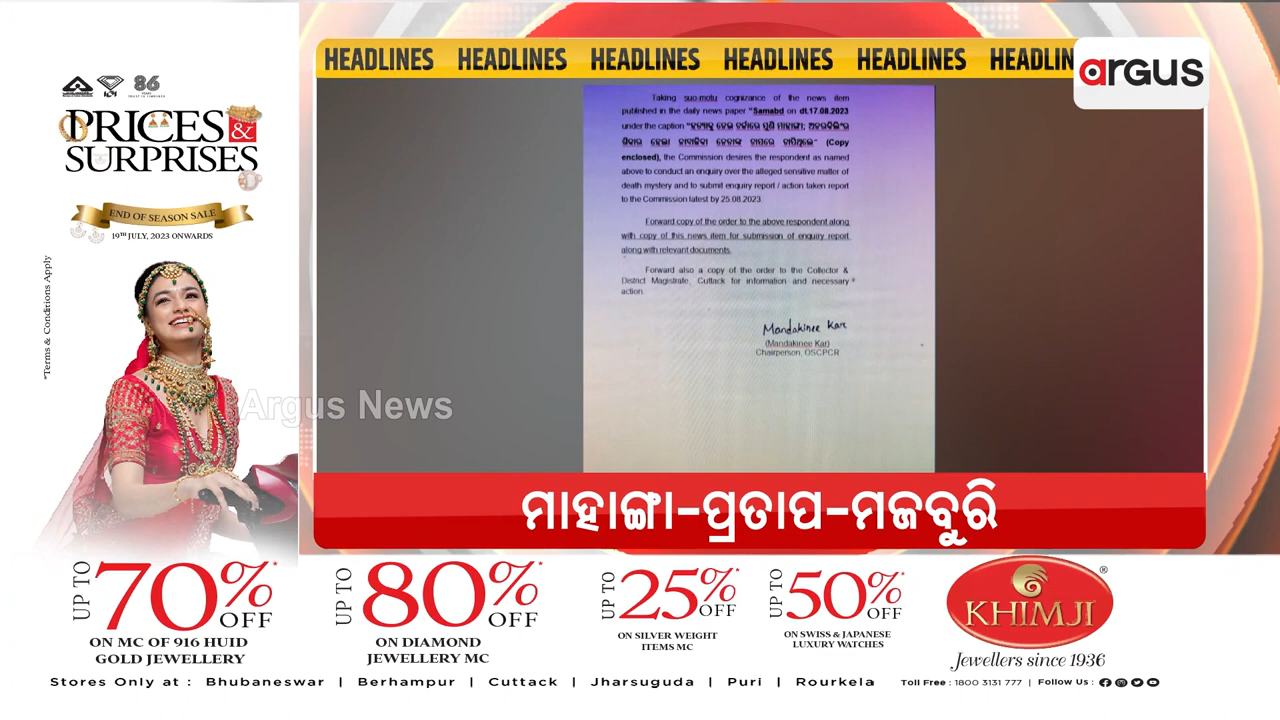 HEADLINES HEADLINES HEADLINES HEADLINES HEADLINES HEADLIN
argus
86
PRICES &
SURPRISES
END OF SEASON SALE
19TH JULY, 2023 ONWARDS
*Terms & Conditions Apply
Taking suo-motu cognizance of the news item
published in the daily news paper "Samabd on dt.17.08.2023
under the caption
(Copy
enclosed), the Commission desires the respondent as named
above to conduct an enquiry over the alleged sensitive matter of
death mystery and to submit enquiry report / action taken report
to the Commission latest by 25.08.2023.
Forward copy of the order to the above respondent along
with copy of this news item for submission of enquiry report
along with relevant documents.
Forward also a copy of the order to the Collector &
District Magistrate, Cuttack for information and necessary
action.
Mandakinee Kar
(Mandakinee Kar)
Chairperson, OSCPCR
Argus News
ମାହାଙ୍ଗା-ପ୍ରତାପ-ମଜବୁରି
UP TO 70%* OFF
ON MC OF 916 HUID
GOLD JEWELLERY
UP TO 80%* OFF
ON DIAMOND
JEWELLERY MC
UP TO 25%* OFF
ON SILVER WEIGHT
ITEMS MC
UP TO 50%* OFF
ON SWISS & JAPANESE
LUXURY WATCHES
KHIMJI ®
Jewellers since 1936
Stores Only at : Bhubaneswar | Berhampur | Cuttack | Jharsuguda | Puri | Rourkela
Toll Free : 1800 3131 777 | Follow Us :